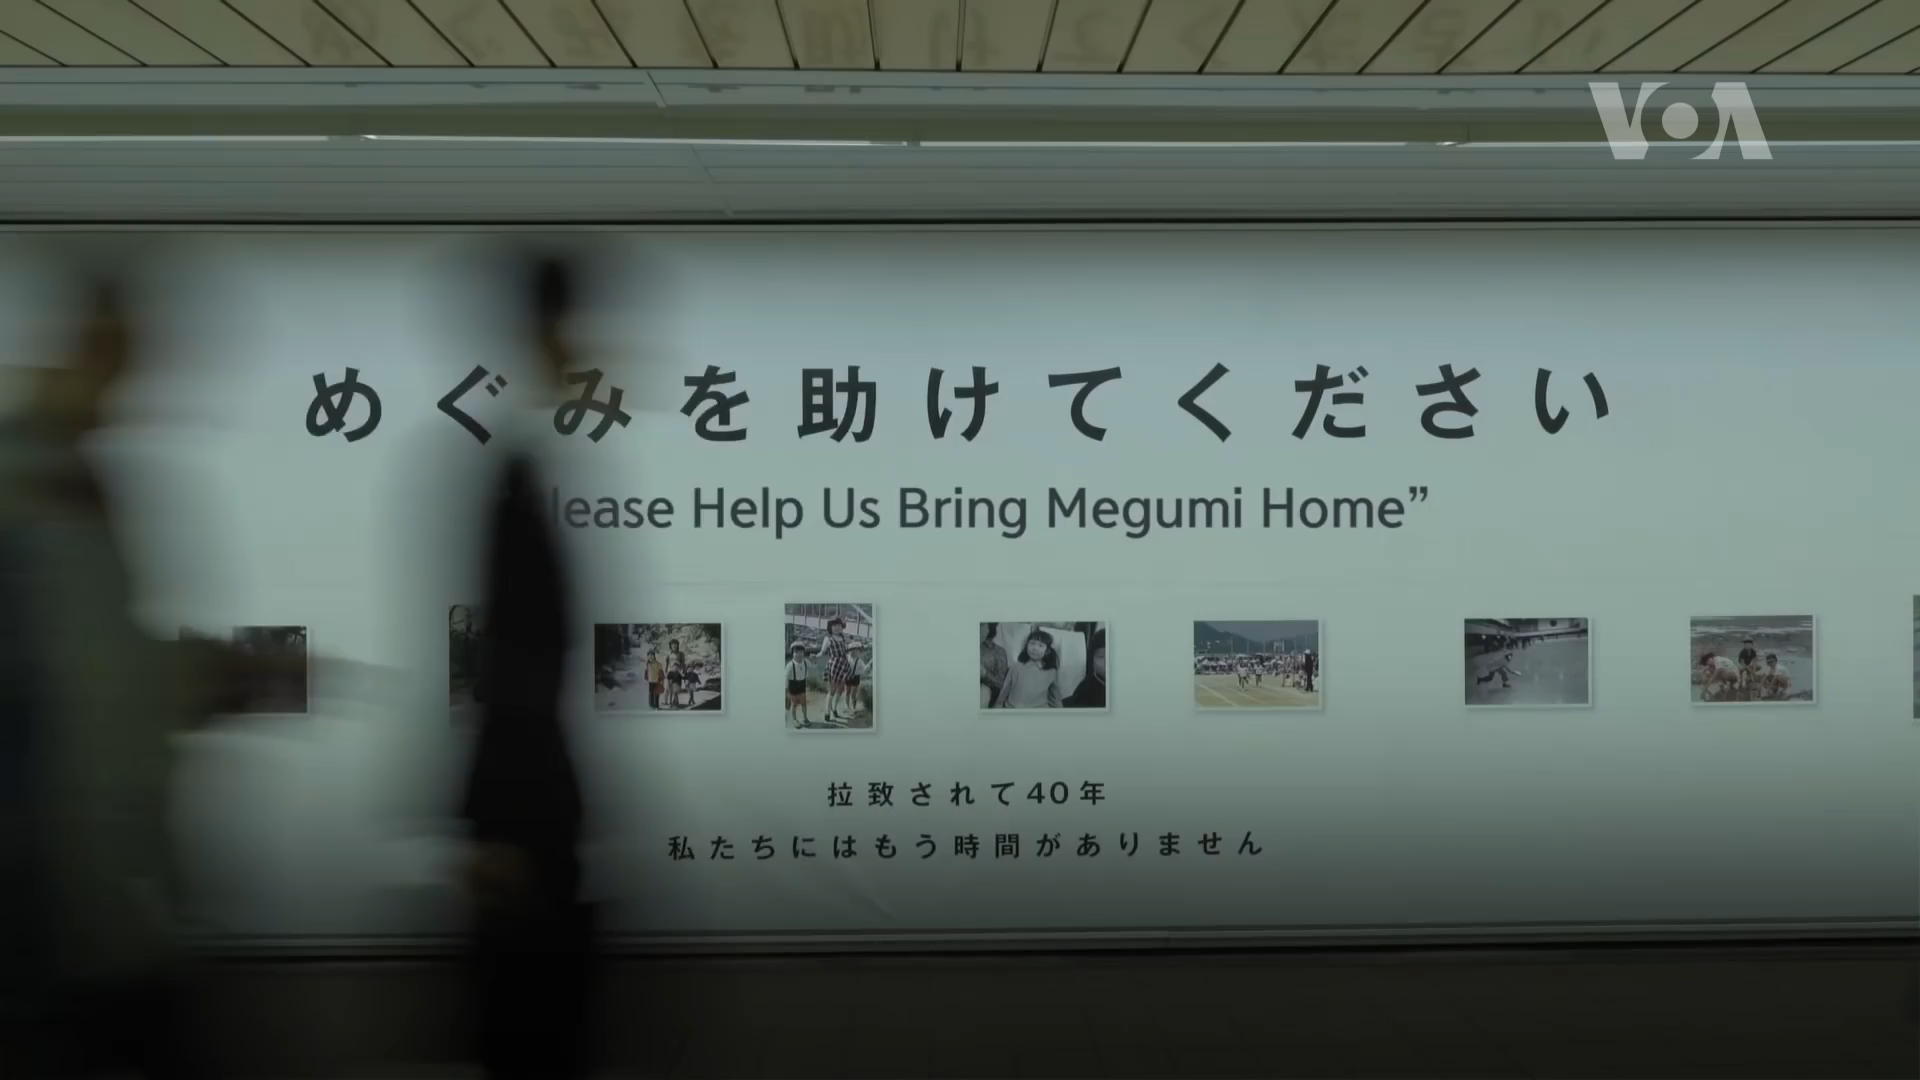 VOA
めぐみを助けてください
lease Help Us Bring Megumi Home”
拉致されて40年
私たちにはもう時間がありません